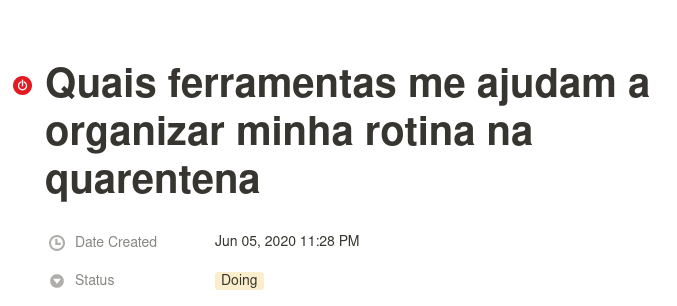 Quais ferramentas me ajudam a
organizar minha rotina na
quarentena
Date Created Jun 05, 2020 11:28 PM
Status Doing